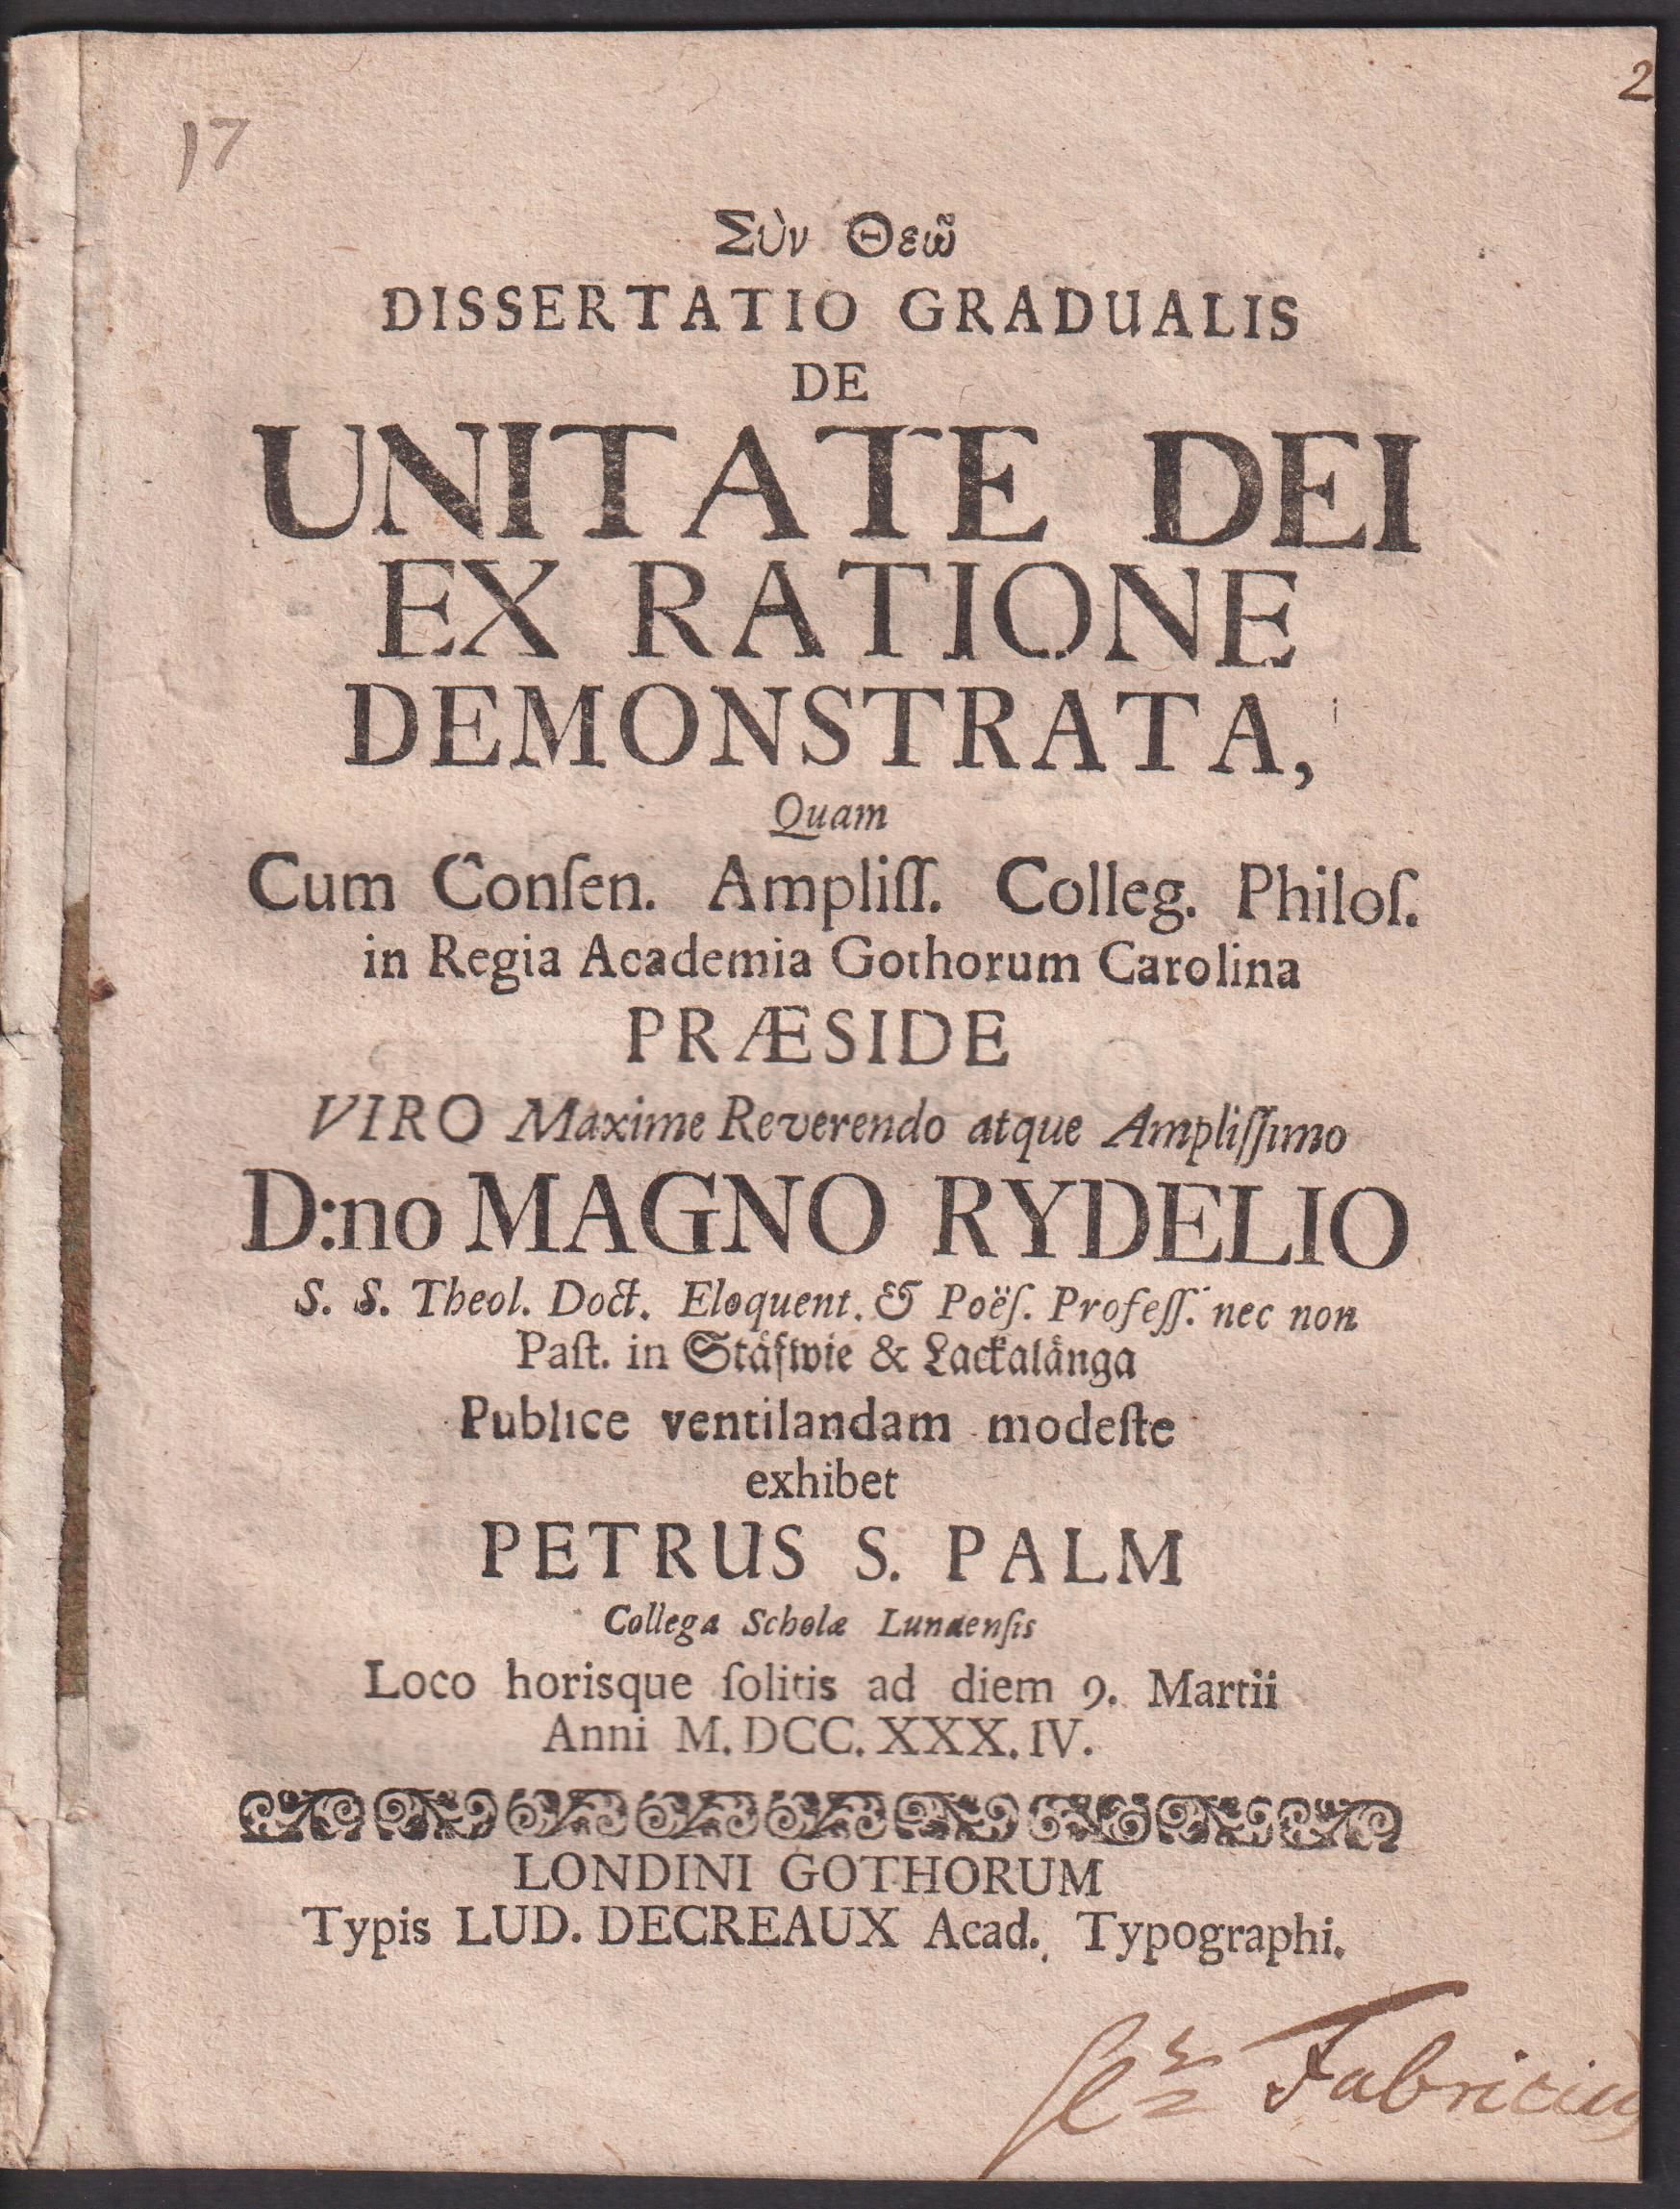 2
17
Σὺν Θεῶ
DISSERTATIO GRADUALIS
DE
UNITATE DEI
EX RATIONE
DEMONSTRATA,
Quam
Cum Conſen. Ampliſſ. Colleg. Philoſ.
in Regia Academia Gothorum Carolina
PRÆSIDE
VIRO Maxime Reverendo atque Ampliſſimo
D:no MAGNO RYDELIO
S. S. Theol. Doct. Eloquent. & Poëſ. Profeſſ. nec non
Paſt. in Stäfwie & Lackalänga
Publice ventilandam modeſte
exhibet
PETRUS S. PALM
Collega Scholæ Lundenſis
Loco horisque ſolitis ad diem 9. Martii
Anni M. DCC. XXX. IV.
LONDINI GOTHORUM
Typis LUD. DECREAUX Acad. Typographi.
Fabricius